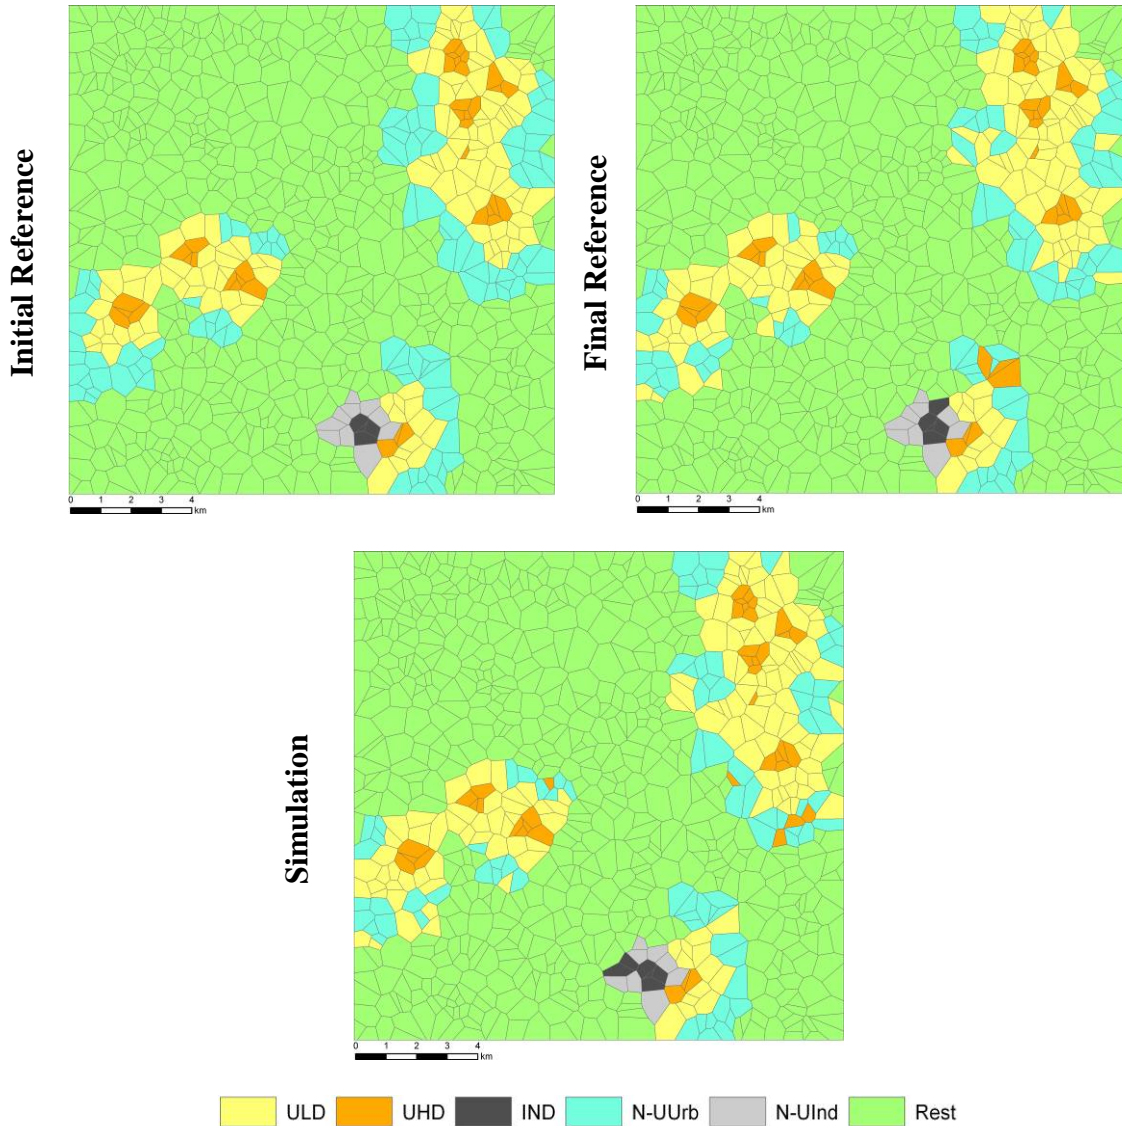 Initial Reference
0 1 2 3 4
km
Final Reference
0 1 2 3 4
km
Simulation
0 1 2 3 4
km
ULD UHD IND N-UUrb N-UInd Rest